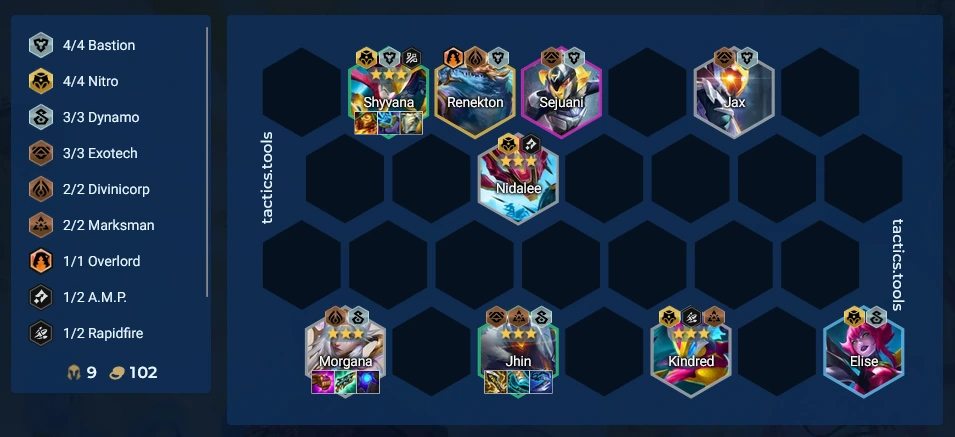 4/4 Bastion
4/4 Nitro
3/3 Dynamo
3/3 Exotech
2/2 Divinicorp
2/2 Marksman
1/1 Overlord
1/2 A.M.P.
1/2 Rapidfire
9 102
tactics.tools
Shyvana
Renekton
Sejuani
Jax
Nidalee
tactics.tools
Morgana
Jhin
Kindred
Elise